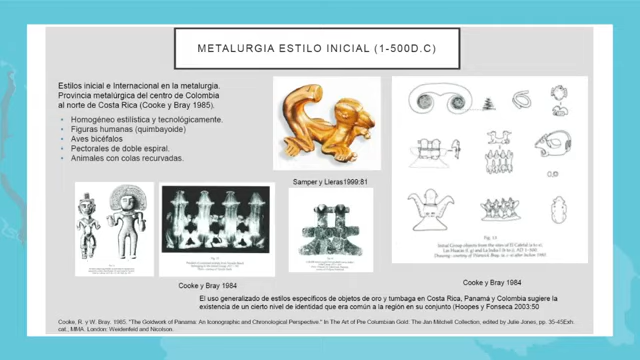 METALURGIA ESTILO INICIAL (1-500D.C)
Estilos inicial e Internacional en la metalurgia.
Provincia metalúrgica del centro de Colombia
al norte de Costa Rica (Cooke y Bray 1985).
• Homogéneo estilística y tecnológicamente.
• Figuras humanas (quimbayoide)
• Aves bicéfalos
• Pectorales de doble espiral.
• Animales con colas recurvadas.
Samper y Lleras1999:81
Cooke y Bray 1984
Cooke y Bray 1984
El uso generalizado de estilos específicos de objetos de oro y tumbaga en Costa Rica, Panamá y Colombia sugiere la
existencia de un cierto nivel de identidad que era común a la región en su conjunto (Hoopes y Fonseca 2003:50
Cooke, R. y W. Bray. 1985, "The Goldwork of Panama: An Iconographic and Chronological Perspective." In The Art of Pre Columbian Gold. The Jan Mitchell Collection, edited by Julie Jones, pp. 35-45Exh.
cat., MMA. London: Weidenfeld and Nicolson.